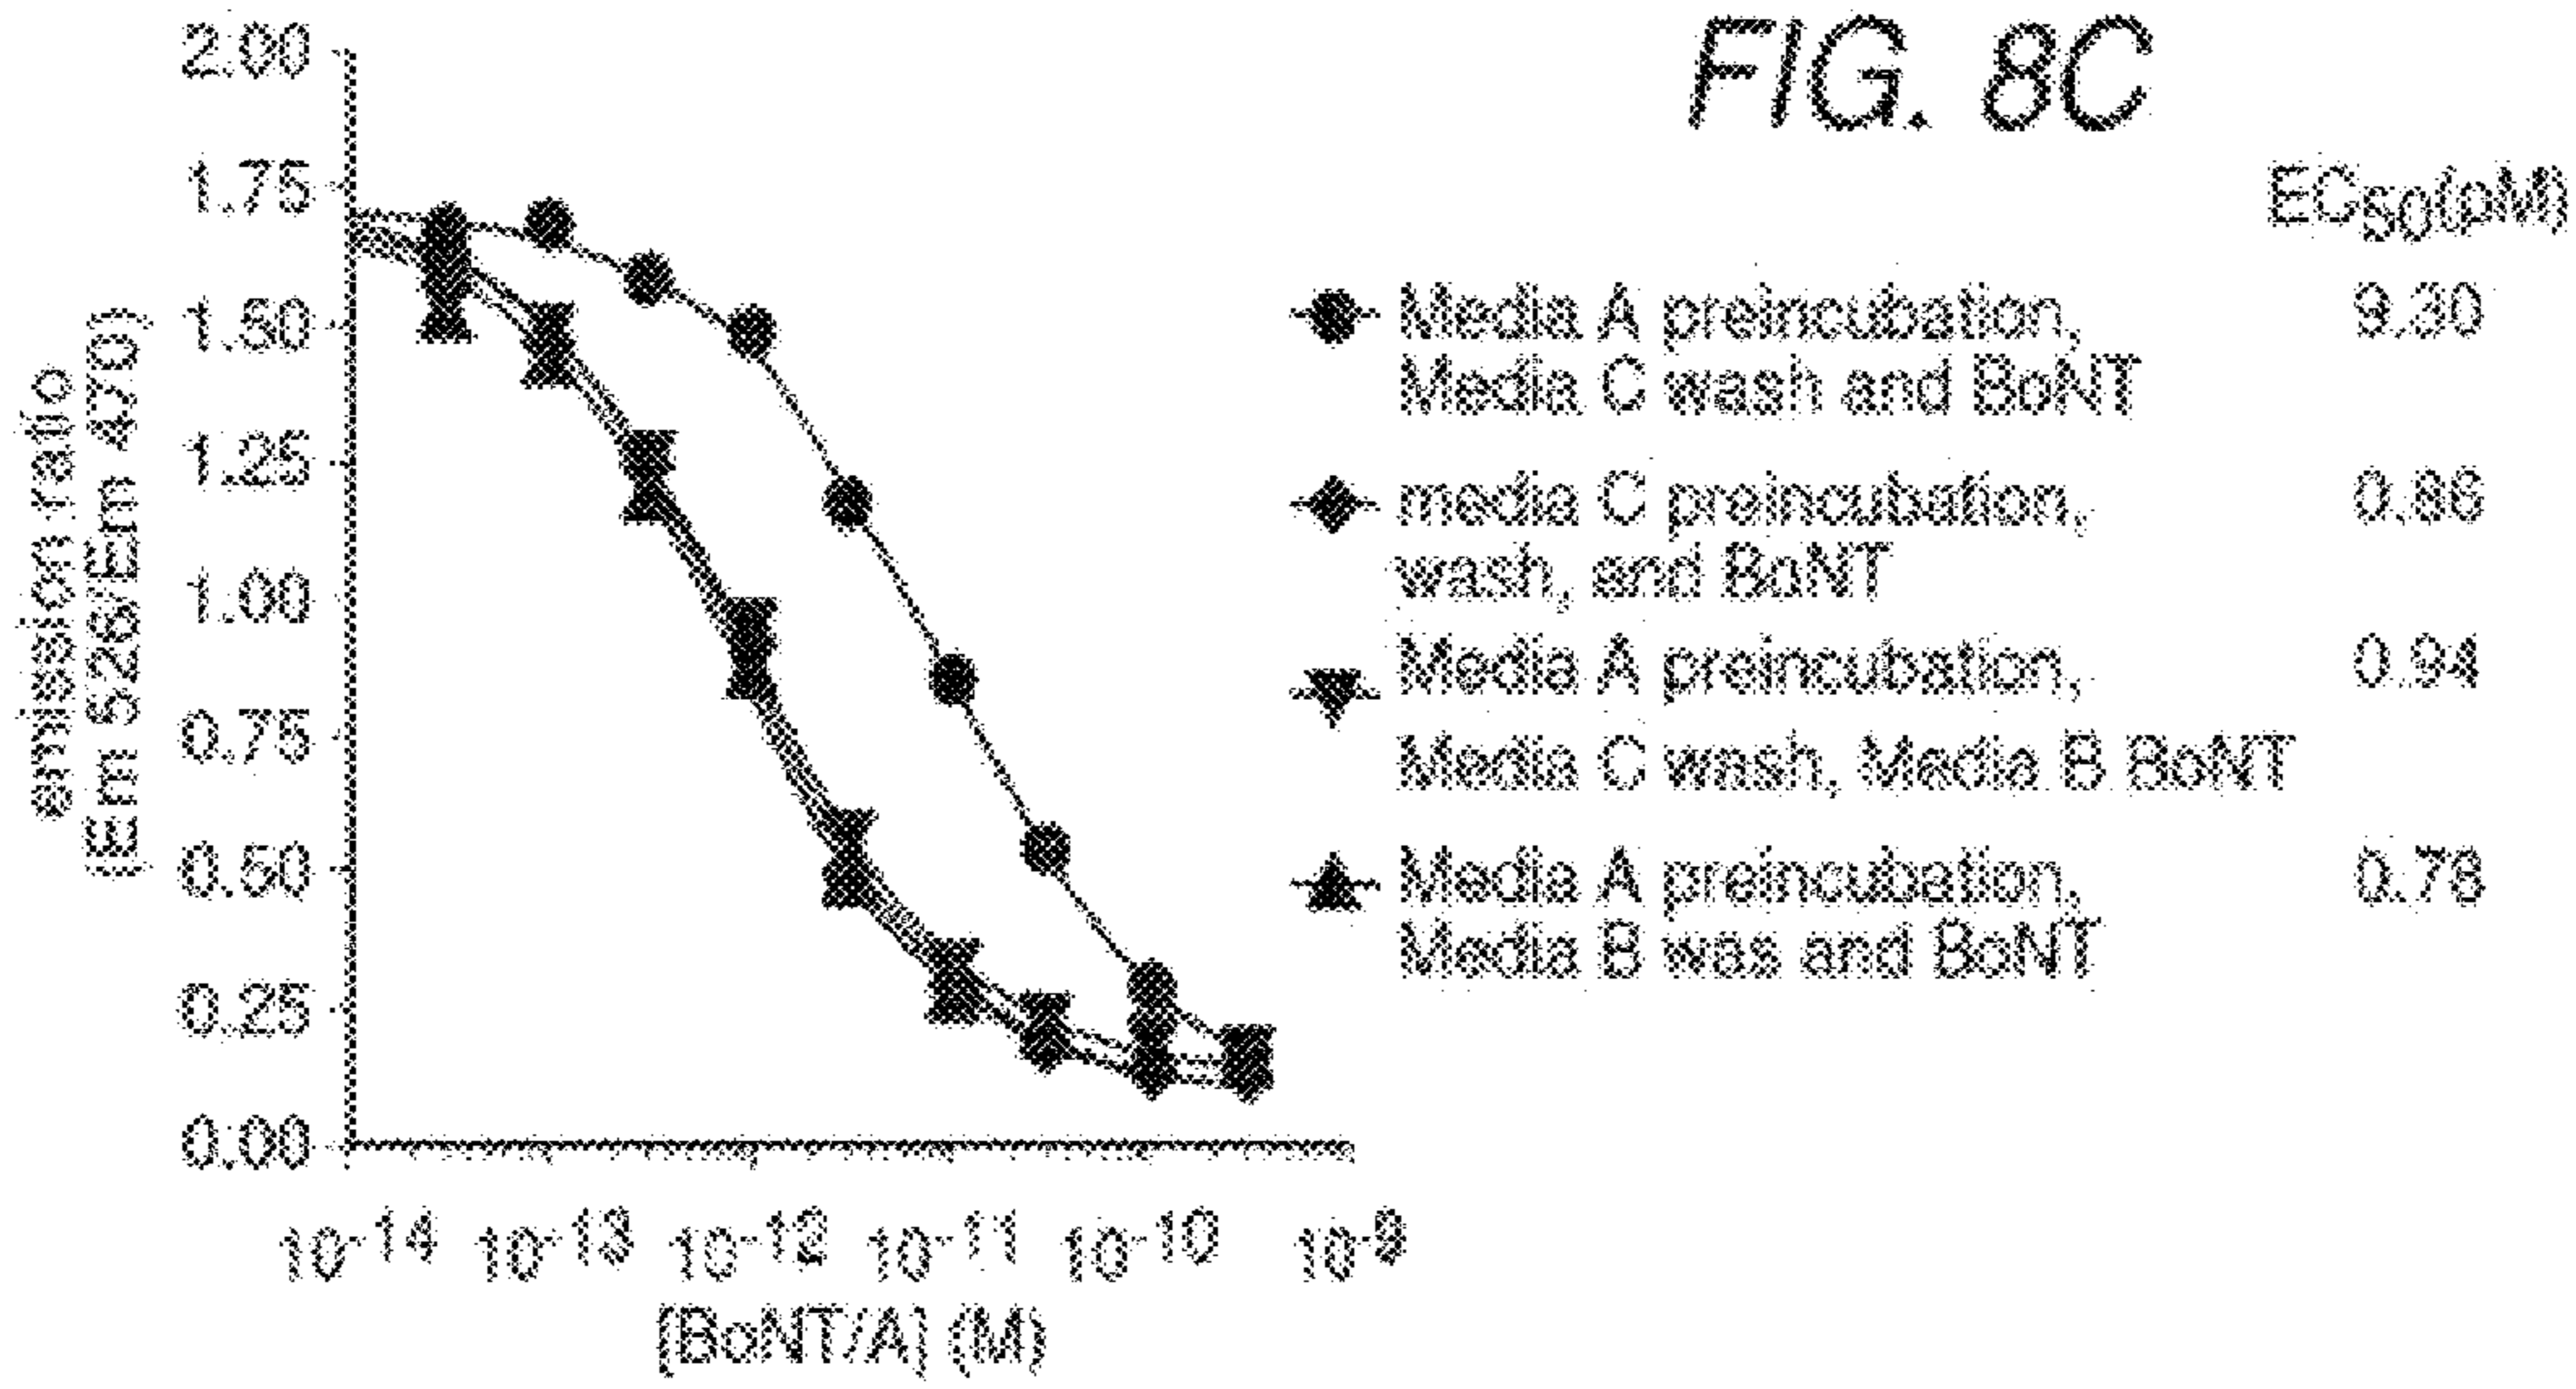 FIG. 8C
2.00
1.75
1.50
1.25
1.00
0.75
0.50
0.25
0.00
emission ratio
(Em 526/Em 470)
10-14 10-13 10-12 10-11 10-10 10-9
[BoNT/A] (M)
EC50(pM)
Media A preincubation, 9.30
Media C wash and BoNT
media C preincubation, 0.86
wash, and BoNT
Media A preincubation, 0.94
Media C wash, Media B BoNT
Media A preincubation, 0.78
Media B was and BoNT